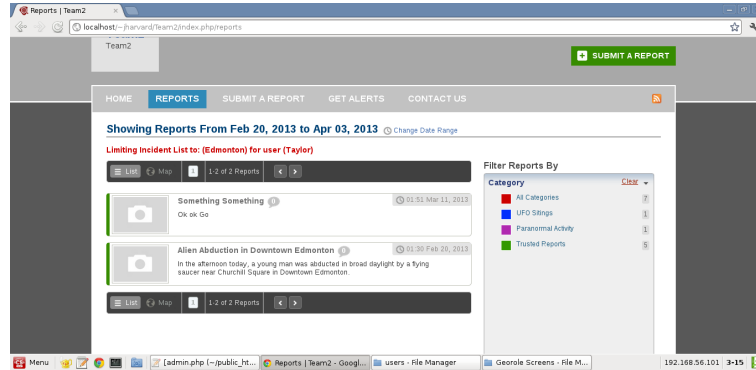 Reports | Team2
localhost/~jharvard/Team2/index.php/reports
Team2
SUBMIT A REPORT
HOME REPORTS SUBMIT A REPORT GET ALERTS CONTACT US
Showing Reports From Feb 20, 2013 to Apr 03, 2013 Change Date Range
Limiting Incident List to: (Edmonton) for user (Taylor)
List Map 1 1-2 of 2 Reports
Something Something 0 01:51 Mar 11, 2013
Ok ok Go
Alien Abduction in Downtown Edmonton 0 01:30 Feb 20, 2013
In the afternoon today, a young man was abducted in broad daylight by a flying
saucer near Churchill Square in Downtown Edmonton.
List Map 1 1-2 of 2 Reports
Filter Reports By
Category Clear
All Categories 7
UFO Sitings 1
Paranormal Activity 1
Trusted Reports 5
Menu [admin.php (~/public_ht... Reports | Team2 - Googl... users - File Manager Georole Screens - File M... 192.168.56.101 3-15